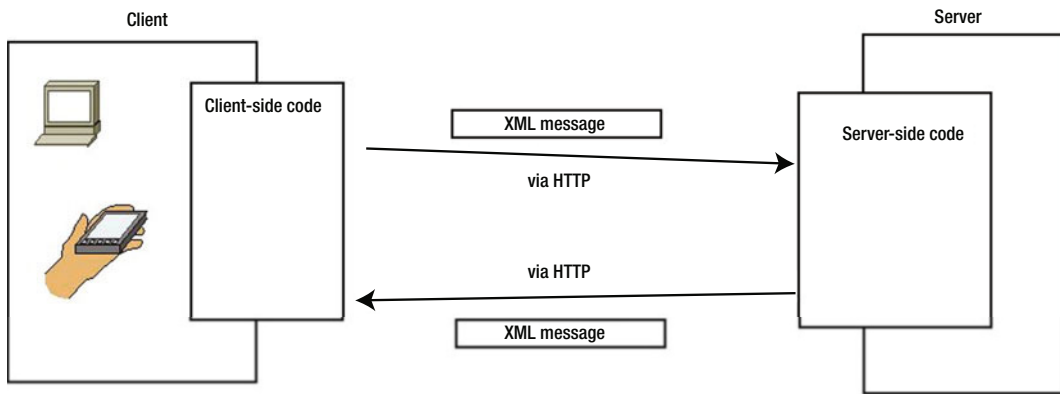 Client
Server
Client-side code
XML message
Server-side code
via HTTP
via HTTP
XML message